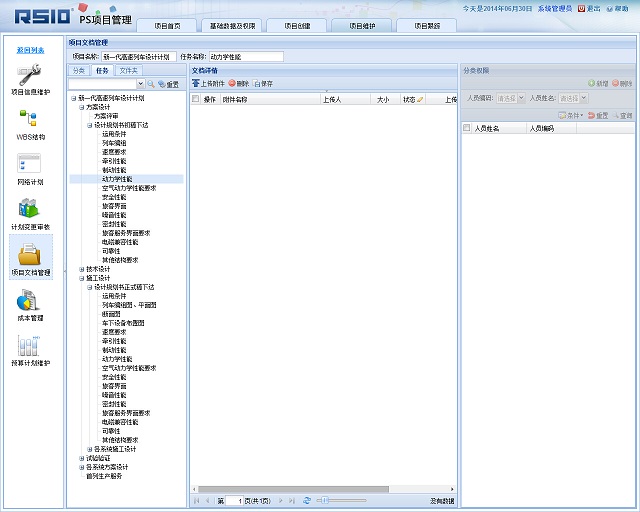 RS10 PS项目管理
今天是2014年06月30日 系统管理员 退出 帮助
项目首页 基础数据及权限 项目创建 项目维护 项目跟踪
返回列表
项目信息维护
WBS结构
网络计划
计划变更审核
项目文档管理
成本管理
预算计划维护
项目文档管理
项目名称: 新一代高速列车设计计划 任务名称: 动力学性能
分类 任务 文件夹
重置
新一代高速列车设计计划
方案设计
方案评审
设计规划书初稿下达
运用条件
列车编组
速度要求
牵引性能
制动性能
动力学性能
空气动力学性能要求
安全性能
旅客界面
噪音性能
密封性能
旅客服务界面要求
电磁兼容性能
可靠性
其他结构要求
技术设计
施工设计
设计规划书正式稿下达
运用条件
列车编组图、平面图
断面图
车下设备布置图
速度要求
牵引性能
制动性能
动力学性能
空气动力学性能要求
安全性能
旅客界面
噪音性能
密封性能
旅客服务界面要求
电磁兼容性能
可靠性
其他结构要求
各系统施工设计
试验验证
各系统方案设计
首列生产服务
文档详情
上传附件 删除 保存
操作 附件名称 上传人 大小 状态 上传
第 1 页(共1页) 没有数据
分类权限
新增 删除
人员编码: 请选择 人员姓名: 请选择
条件 重置 查询
人员姓名 人员编码